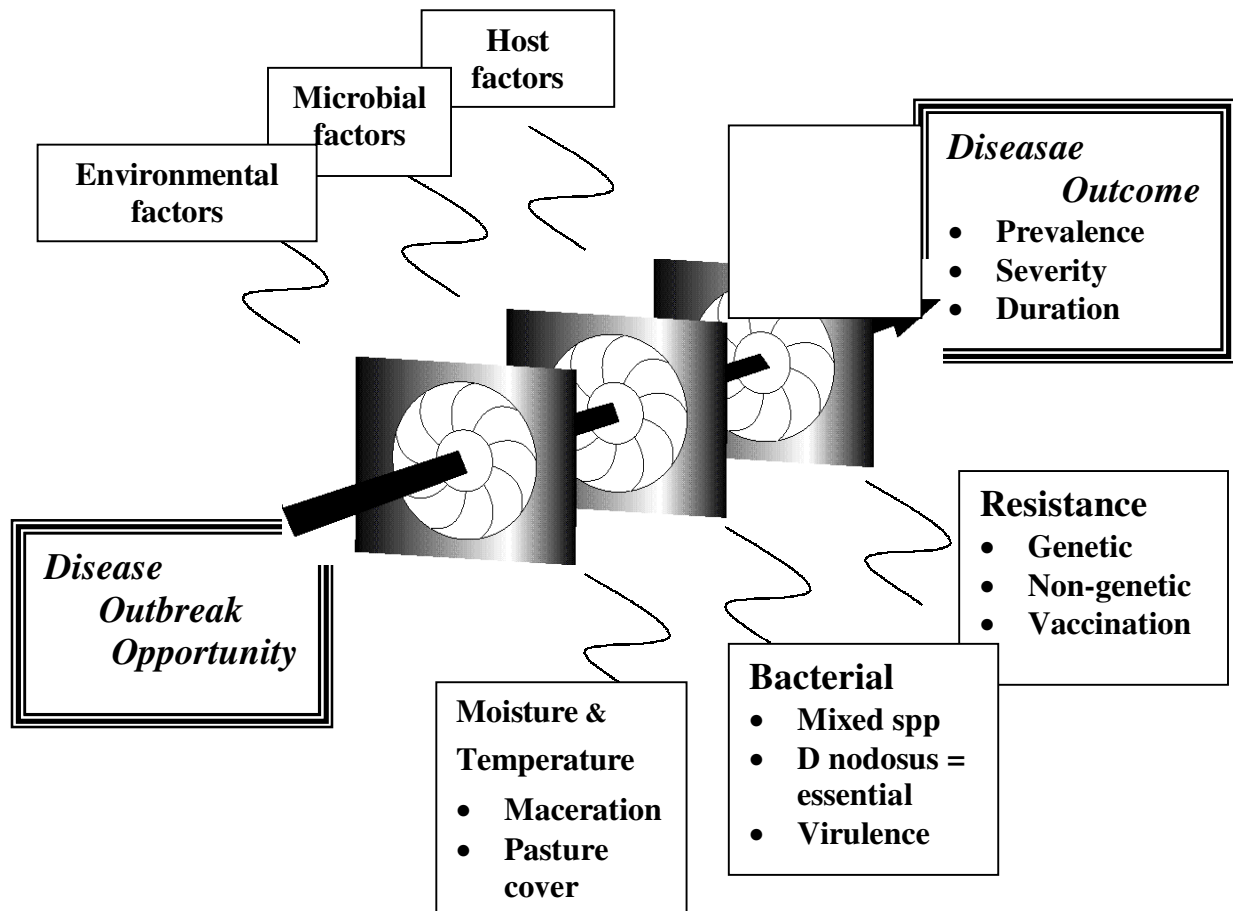 Host
factors
Microbial
factors
Environmental
factors
Diseasae
Outcome
• Prevalence
• Severity
• Duration
Disease
Outbreak
Opportunity
Resistance
• Genetic
• Non-genetic
• Vaccination
Bacterial
• Mixed spp
• D nodosus =
essential
• Virulence
Moisture &
Temperature
• Maceration
• Pasture
cover